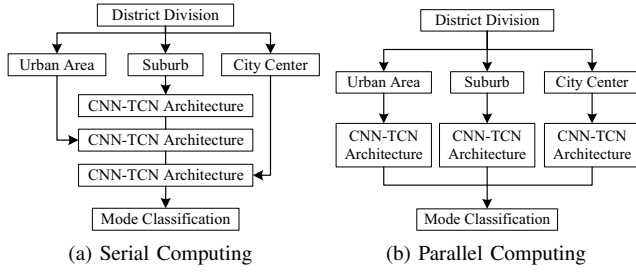 District Division
Urban Area
Suburb
City Center
CNN-TCN Architecture
CNN-TCN Architecture
CNN-TCN Architecture
Mode Classification
(a) Serial Computing
District Division
Urban Area
Suburb
City Center
CNN-TCN
Architecture
CNN-TCN
Architecture
CNN-TCN
Architecture
Mode Classification
(b) Parallel Computing